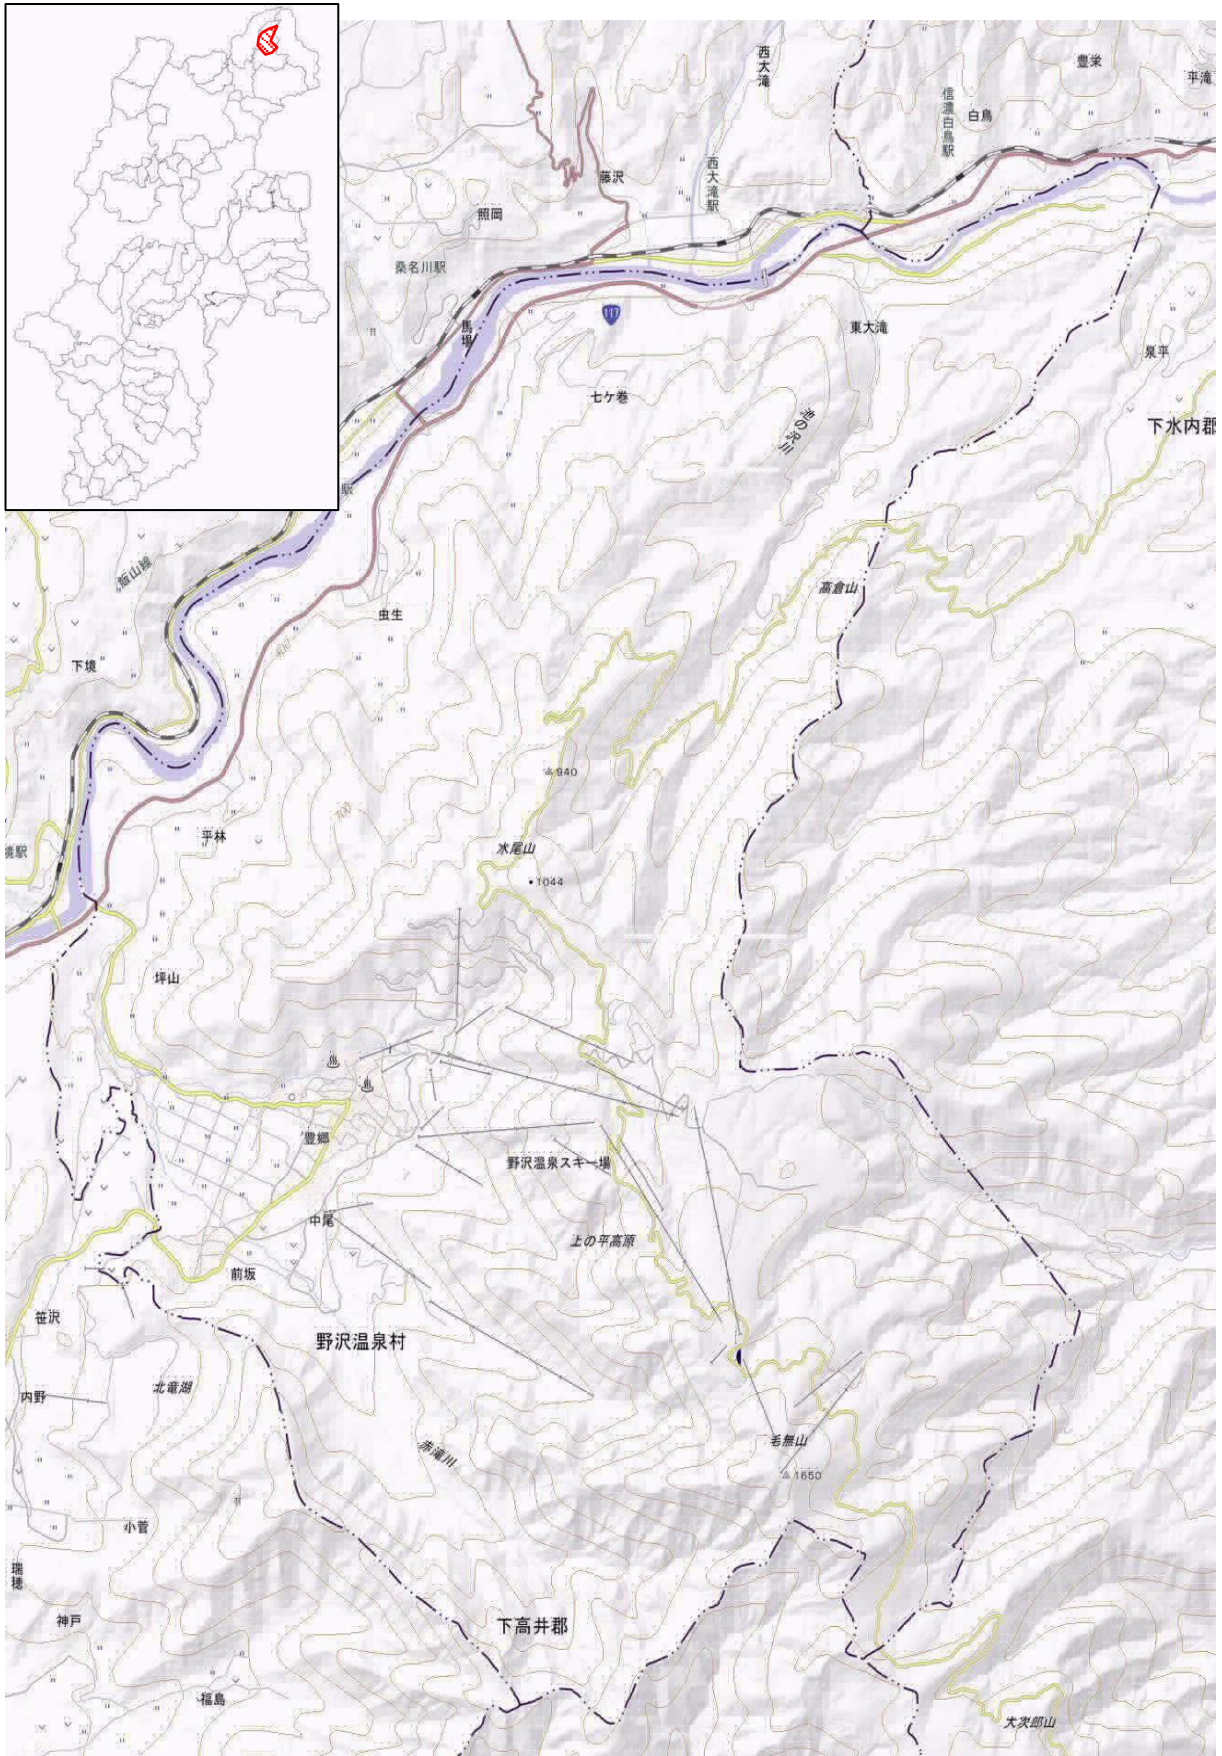 西大滝
豊栄
平滝
信濃白鳥駅
白鳥
藤沢
西大滝駅
照岡
桑名川駅
117
馬場
東大滝
泉平
七ケ巻
池の沢川
下水内郡
駅
飯山線
高倉山
虫生
下境
940
平林
水尾山
境駅
1044
坪山
豊郷
野沢温泉スキー場
中尾
上の平高原
前坂
笹沢
野沢温泉村
内野
北竜湖
赤滝川
毛無山
1650
小菅
瑞穂
神戸
下高井郡
福島
大次郎山